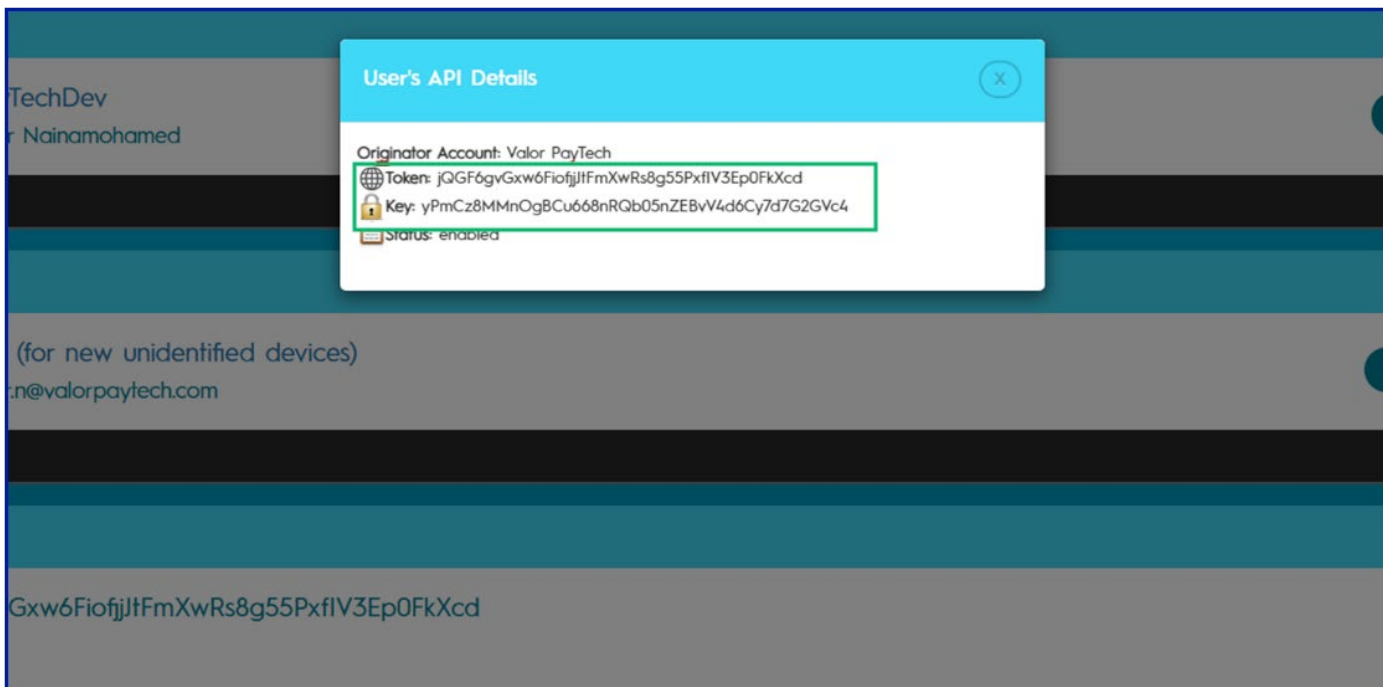 User's API Details
X
TechDev
r Nainamohamed
Originator Account: Valor PayTech
Token: jQGF6gvGxw6FiofjjJtFmXwRs8g55PxfIV3Ep0FkXcd
Key: yPmCz8MMnOgBCu668nRQb05nZEBvV4d6Cy7d7G2GVc4
Status: enabled
(for new unidentified devices)
.n@valorpaytech.com
Gxw6FiofjjJtFmXwRs8g55PxfIV3Ep0FkXcd